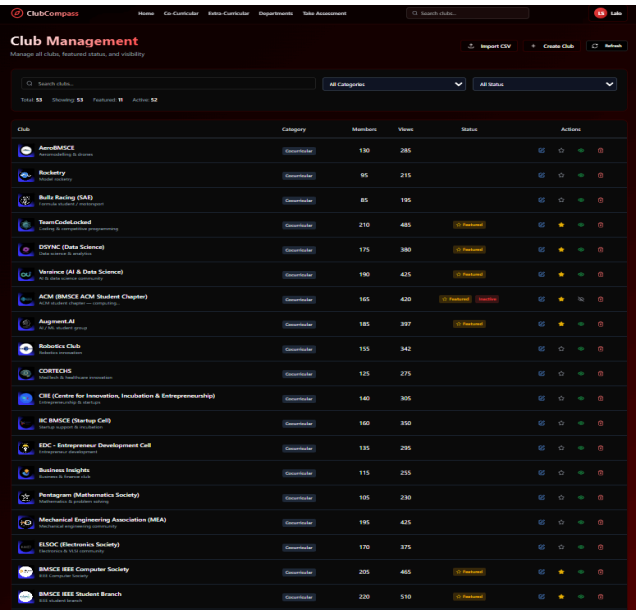 ClubCompass Home Co-Curricular Extra-Curricular Departments Take Assessment Search clubs... ES Lalo
Club Management
Manage all clubs, featured status, and visibility
Import CSV + Create Club Refresh
Search clubs... All Categories All Status
Total: 53 Showing: 53 Featured: 11 Active: 52
Club Category Members Views Status Actions
AeroBMSCE Cocurricular 130 285
Aeromodelling & drones
Rocketry Cocurricular 95 215
Model rocketry
Bullz Racing (SAE) Cocurricular 85 195
Formula student / motorsport
TeamCodeLocked Cocurricular 210 485 Featured
Coding & competitive programming
DSYNC (Data Science) Cocurricular 175 380 Featured
Data science & analytics
Varaince (AI & Data Science) Cocurricular 190 425 Featured
AI & data science community
ACM (BMSCE ACM Student Chapter) Cocurricular 165 420 Featured Inactive
ACM student chapter — computing...
Augment.AI Cocurricular 185 397 Featured
AI / ML student group
Robotics Club Cocurricular 155 342
Robotics innovation
CORTECHS Cocurricular 125 275
MedTech & healthcare innovation
CIIE (Centre for Innovation, Incubation & Entrepreneurship) Cocurricular 140 305
Entrepreneurship & startups
IIC BMSCE (Startup Cell) Cocurricular 160 350
Startup support & incubation
EDC - Entrepreneur Development Cell Cocurricular 135 295
Entrepreneur development
Business Insights Cocurricular 115 255
Business & finance club
Pentagram (Mathematics Society) Cocurricular 105 230
Mathematics & problem solving
Mechanical Engineering Association (MEA) Cocurricular 195 425
Mechanical engineering community
ELSOC (Electronics Society) Cocurricular 170 375
Electronics & VLSI community
BMSCE IEEE Computer Society Cocurricular 205 465 Featured
IEEE Computer Society
BMSCE IEEE Student Branch Cocurricular 220 510 Featured
IEEE student branch